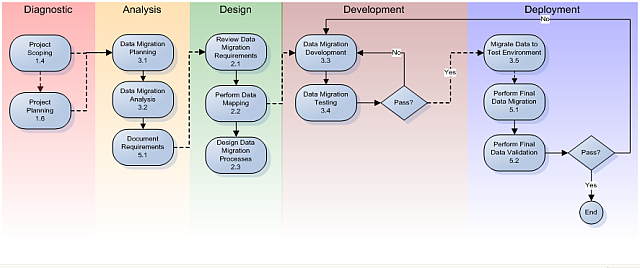 Diagnostic
Analysis
Design
Development
Deployment
Project
Scoping
1.4
Project
Planning
1.6
Data Migration
Planning
3.1
Data Migration
Analysis
3.2
Document
Requirements
5.1
Review Data
Migration
Requirements
2.1
Perform Data
Mapping
2.2
Design Data
Migration
Processes
2.3
Data Migration
Development
3.3
Data Migration
Testing
3.4
No
Pass?
Yes
No
Migrate Data to
Test Environment
3.5
Perform Final
Data Migration
5.1
Perform Final
Data Validation
5.2
Pass?
Yes
End